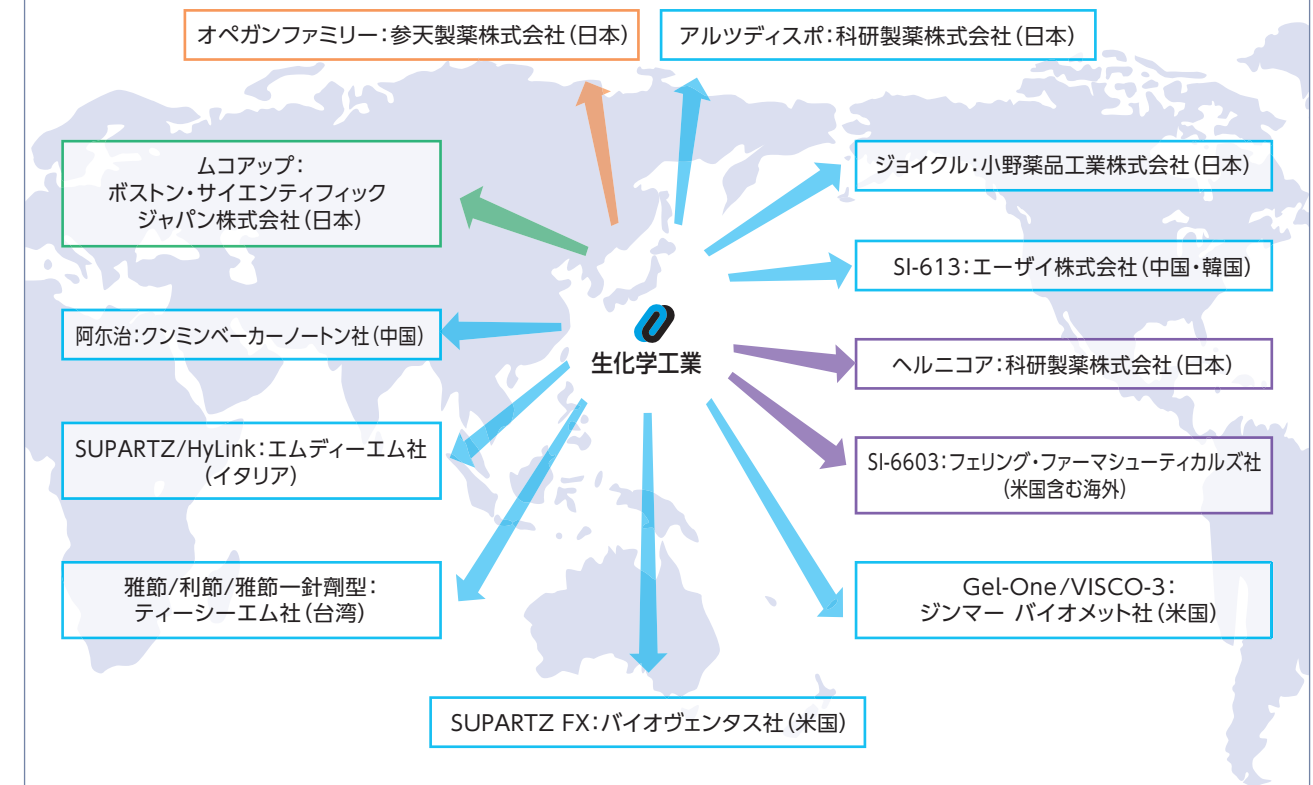 オペガンファミリー:参天製薬株式会社(日本)
アルツディスポ:科研製薬株式会社(日本)
ムコアップ:
ボストン・サイエンティフィック
ジャパン株式会社(日本)
ジョイクル:小野薬品工業株式会社(日本)
SI-613:エーザイ株式会社(中国・韓国)
阿尓治:クンミンベーカーノートン社(中国)
生化学工業
ヘルニコア:科研製薬株式会社(日本)
SUPARTZ/HyLink:エムディーエム社
(イタリア)
SI-6603:フェリング・ファーマシューティカルズ社
(米国含む海外)
雅節/利節/雅節一針劑型:
ティーシーエム社(台湾)
Gel-One/VISCO-3:
ジンマー バイオメット社(米国)
SUPARTZ FX:バイオヴェンタス社(米国)